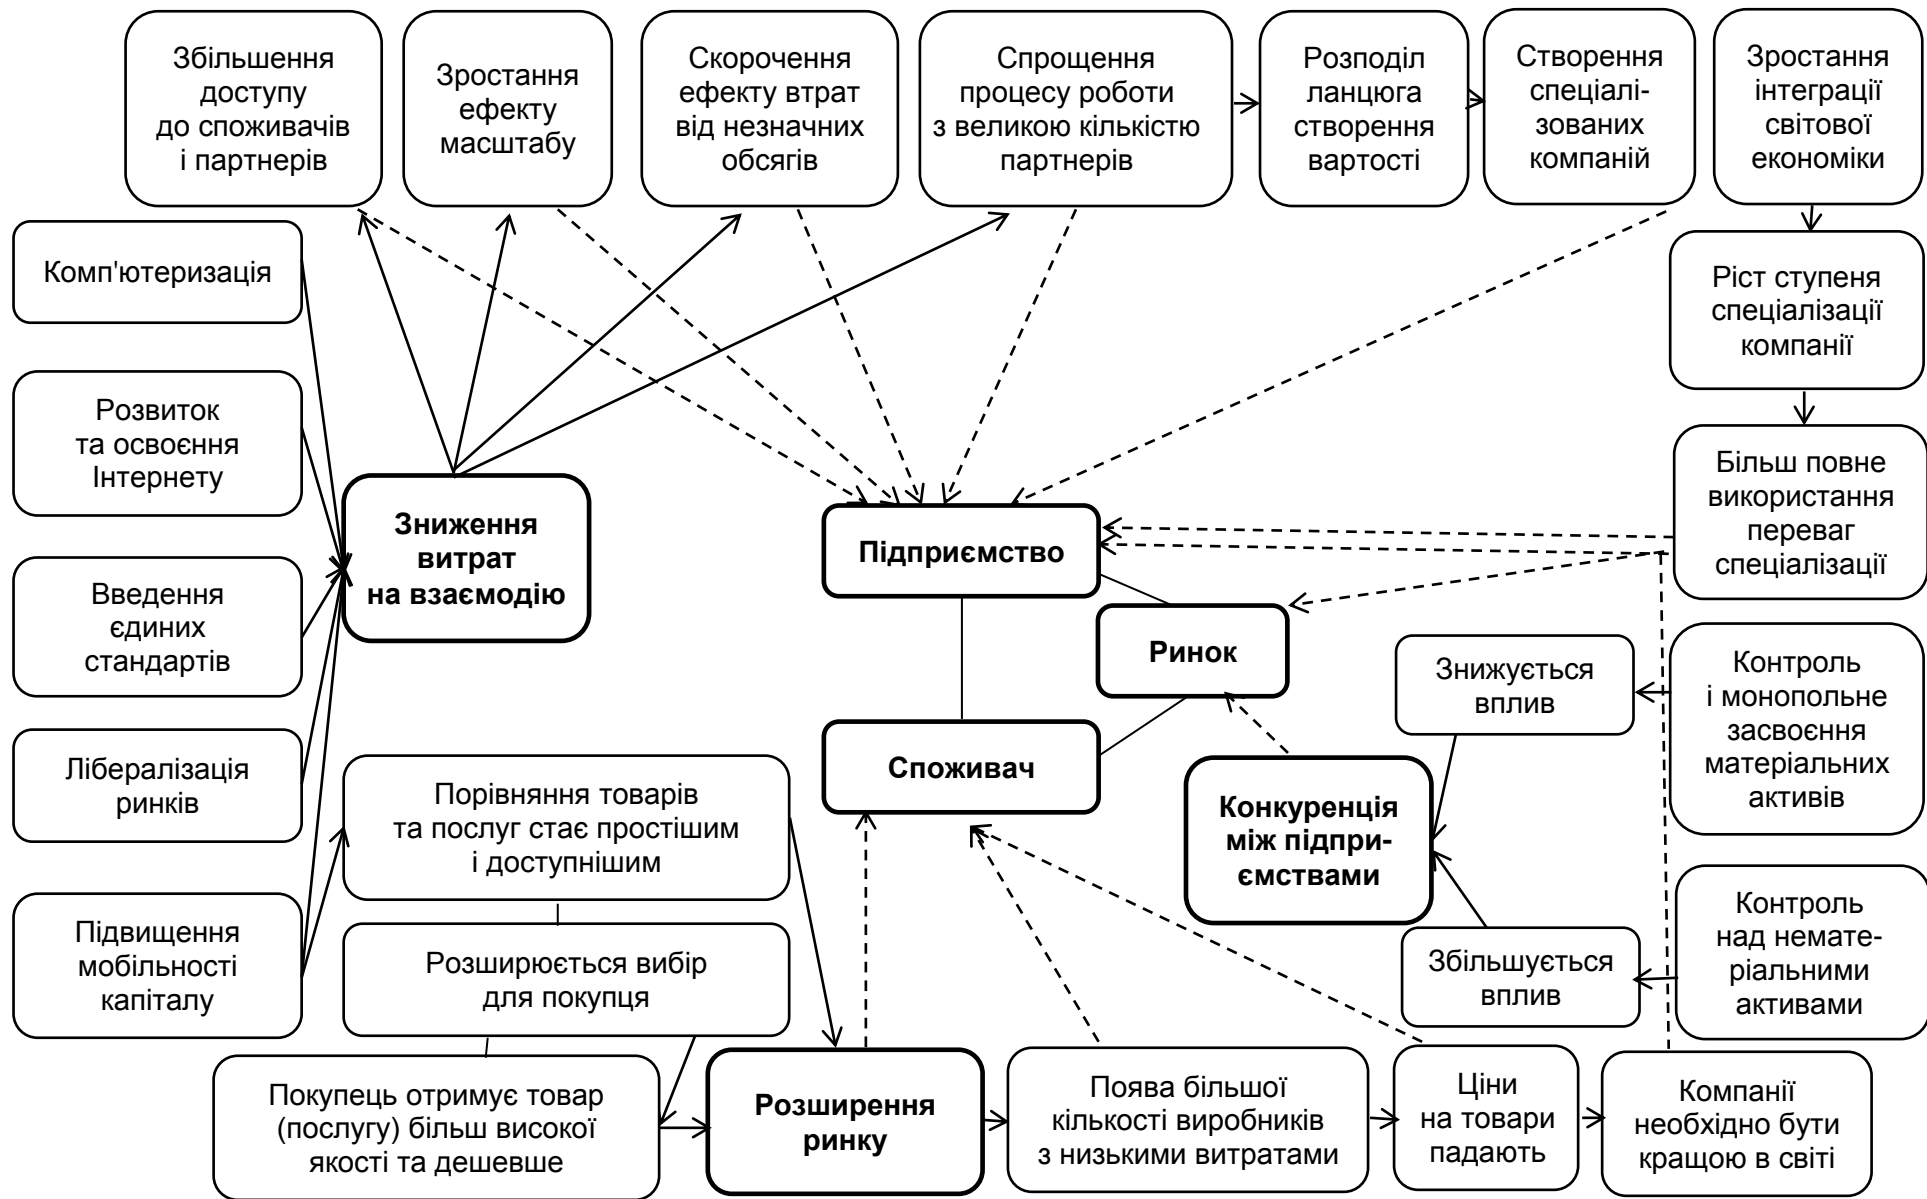 Збільшення
доступу
до споживачів
і партнерів
Зростання
ефекту
масштабу
Скорочення
ефекту втрат
від незначних
обсягів
Спрощення
процесу роботи
з великою кількістю
партнерів
Розподіл
ланцюга
створення
вартості
Створення
спеціалі-
зованих
компаній
Зростання
інтеграції
світової
економіки
Комп'ютеризація
Ріст ступеня
спеціалізації
компанії
Розвиток
та освоєння
Інтернету
Більш повне
використання
переваг
спеціалізації
Зниження
витрат
на взаємодію
Підприємство
Введення
єдиних
стандартів
Ринок
Знижується
вплив
Контроль
і монопольне
засвоєння
матеріальних
активів
Лібералізація
ринків
Споживач
Порівняння товарів
та послуг стає простішим
і доступнішим
Конкуренція
між підпри-
ємствами
Підвищення
мобільності
капіталу
Розширюється вибір
для покупця
Збільшується
вплив
Контроль
над немате-
ріальними
активами
Покупець отримує товар
(послугу) більш високої
якості та дешевше
Розширення
ринку
Поява більшої
кількості виробників
з низькими витратами
Ціни
на товари
падають
Компанії
необхідно бути
кращою в світі